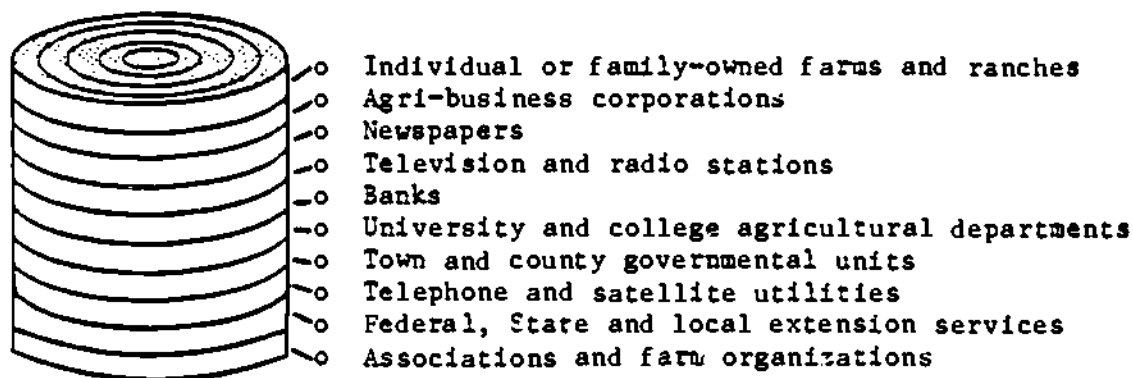 Individual or family-owned farms and ranches
Agri-business corporations
Newspapers
Television and radio stations
Banks
University and college agricultural departments
Town and county governmental units
Telephone and satellite utilities
Federal, State and local extension services
Associations and farm organizations